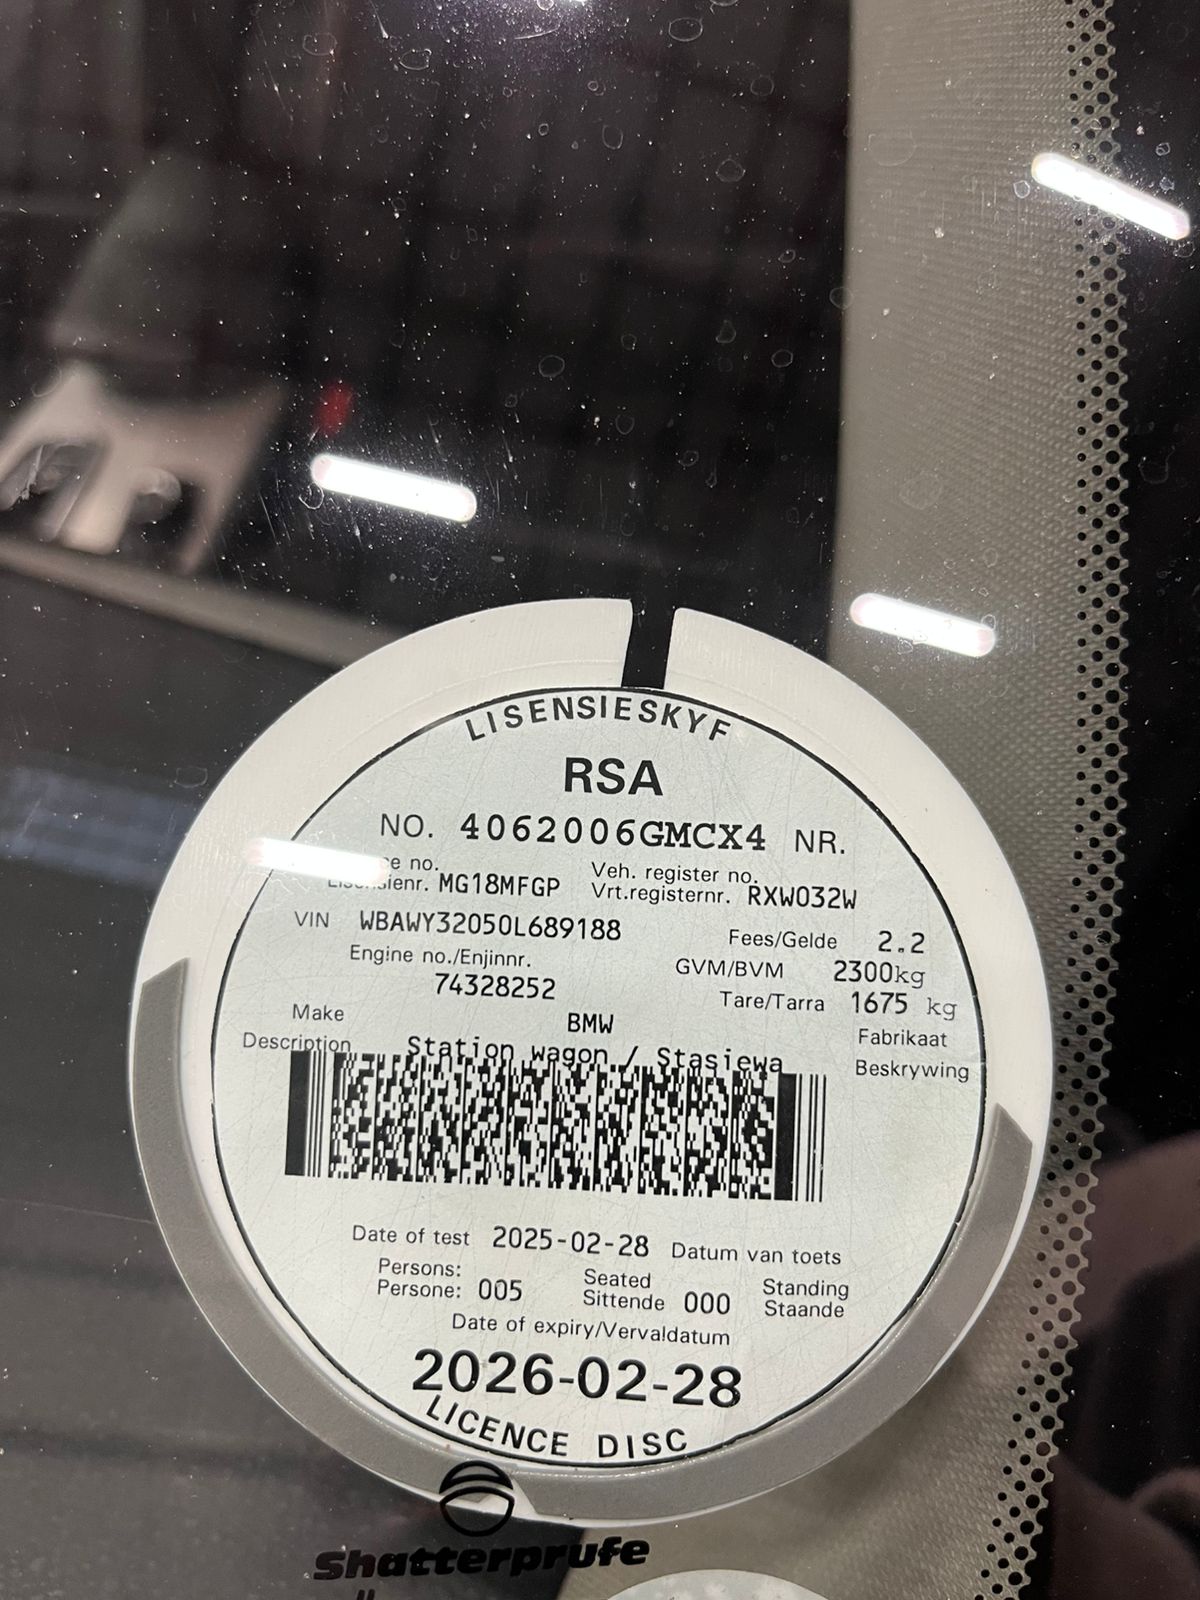 LISENSIESKYF
RSA
NO. 4062006GMCX4 NR.
no. Veh. register no.
MG18MFGP Vrt.registernr. RXW032W
VIN WBAWY32050L689188
Fees/Gelde 2.2
Engine no./Enjinnr.
74328252
GVM/BVM 2300kg
Tare/Tarra 1675 kg
Make BMW Fabrikaat
Description Station wagon / Stasiewa Beskrywing
Date of test 2025-02-28 Datum van toets
Persons: Seated Standing
Persone: 005 Sittende 000 Staande
Date of expiry/Vervaldatum
2026-02-28
LICENCE DISC
Shatterprufe